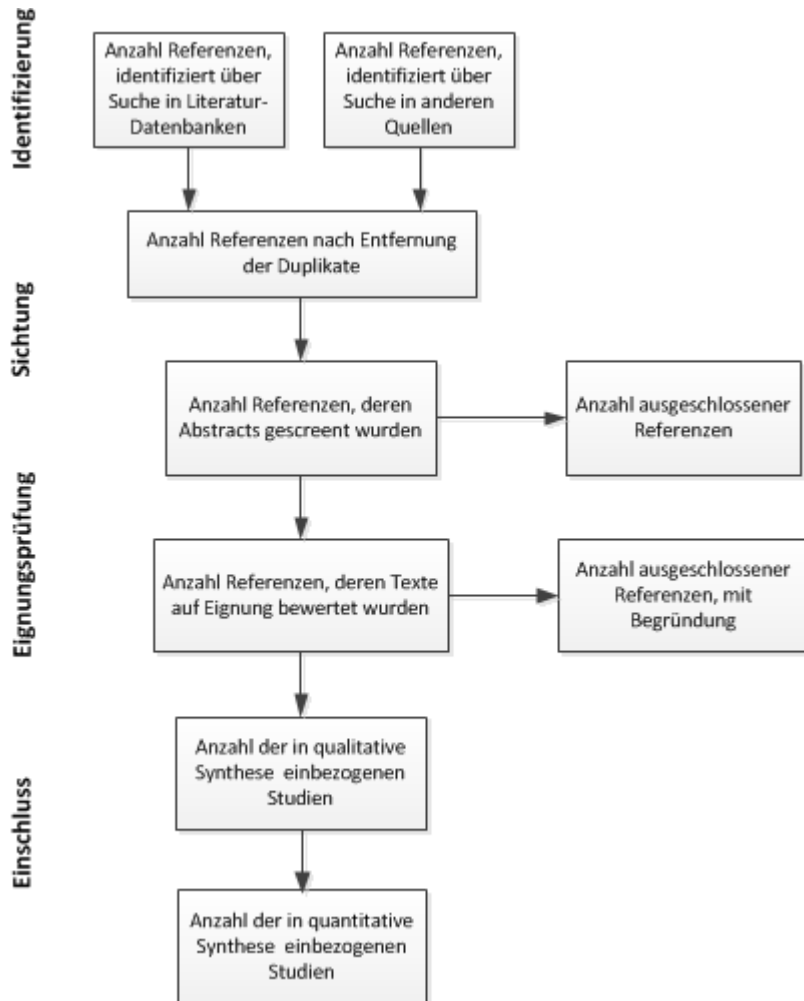 Identifizierung
Anzahl Referenzen,
identifiziert über
Suche in Literatur-
Datenbanken
Anzahl Referenzen,
identifiziert über
Suche in anderen
Quellen
Anzahl Referenzen nach Entfernung
der Duplikate
Sichtung
Anzahl Referenzen, deren
Abstracts gescreent wurden
Anzahl ausgeschlossener
Referenzen
Eignungsprüfung
Anzahl Referenzen, deren Texte
auf Eignung bewertet wurden
Anzahl ausgeschlossener
Referenzen, mit
Begründung
Einschluss
Anzahl der in qualitative
Synthese einbezogenen
Studien
Anzahl der in quantitative
Synthese einbezogenen
Studien